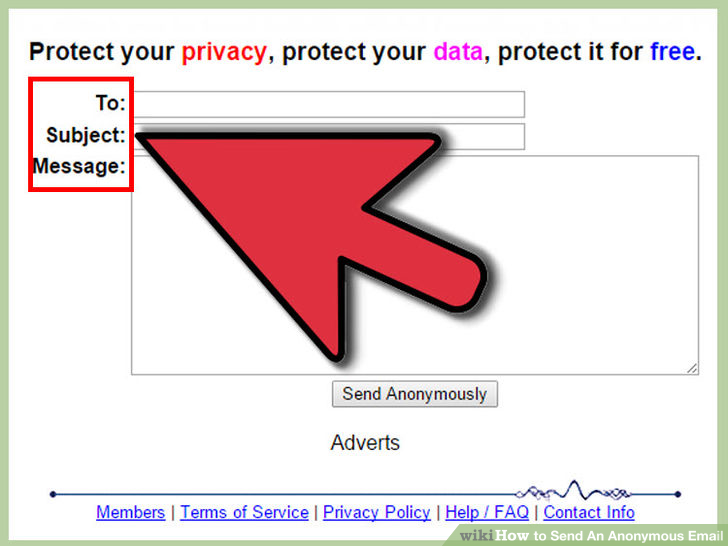 Protect your privacy, protect your data, protect it for free.
To:
Subject:
Message:
Send Anonymously
Adverts
Members | Terms of Service | Privacy Policy | Help / FAQ | Contact Info
wikiHow to Send An Anonymous Email